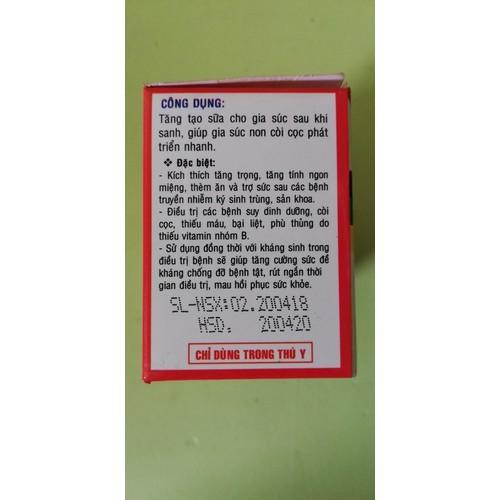 CÔNG DỤNG:
Tăng tạo sữa cho gia súc sau khi
sanh, giúp gia súc non còi cọc phát
triển nhanh.
❖ Đặc biệt:
- Kích thích tăng trọng, tăng tính ngon
miệng, thèm ăn và trợ sức sau các bệnh
truyền nhiễm ký sinh trùng, sản khoa.
- Điều trị các bệnh suy dinh dưỡng, còi
cọc, thiếu máu, bại liệt, phù thủng do
thiếu vitamin nhóm B.
- Sử dụng đồng thời với kháng sinh trong
điều trị bệnh sẽ giúp tăng cường sức đề
kháng chống đỡ bệnh tật, rút ngắn thời
gian điều trị, mau hồi phục sức khỏe.
SL-NSX:02.200418
HSD. 200420
CHỈ DÙNG TRONG THÚ Y